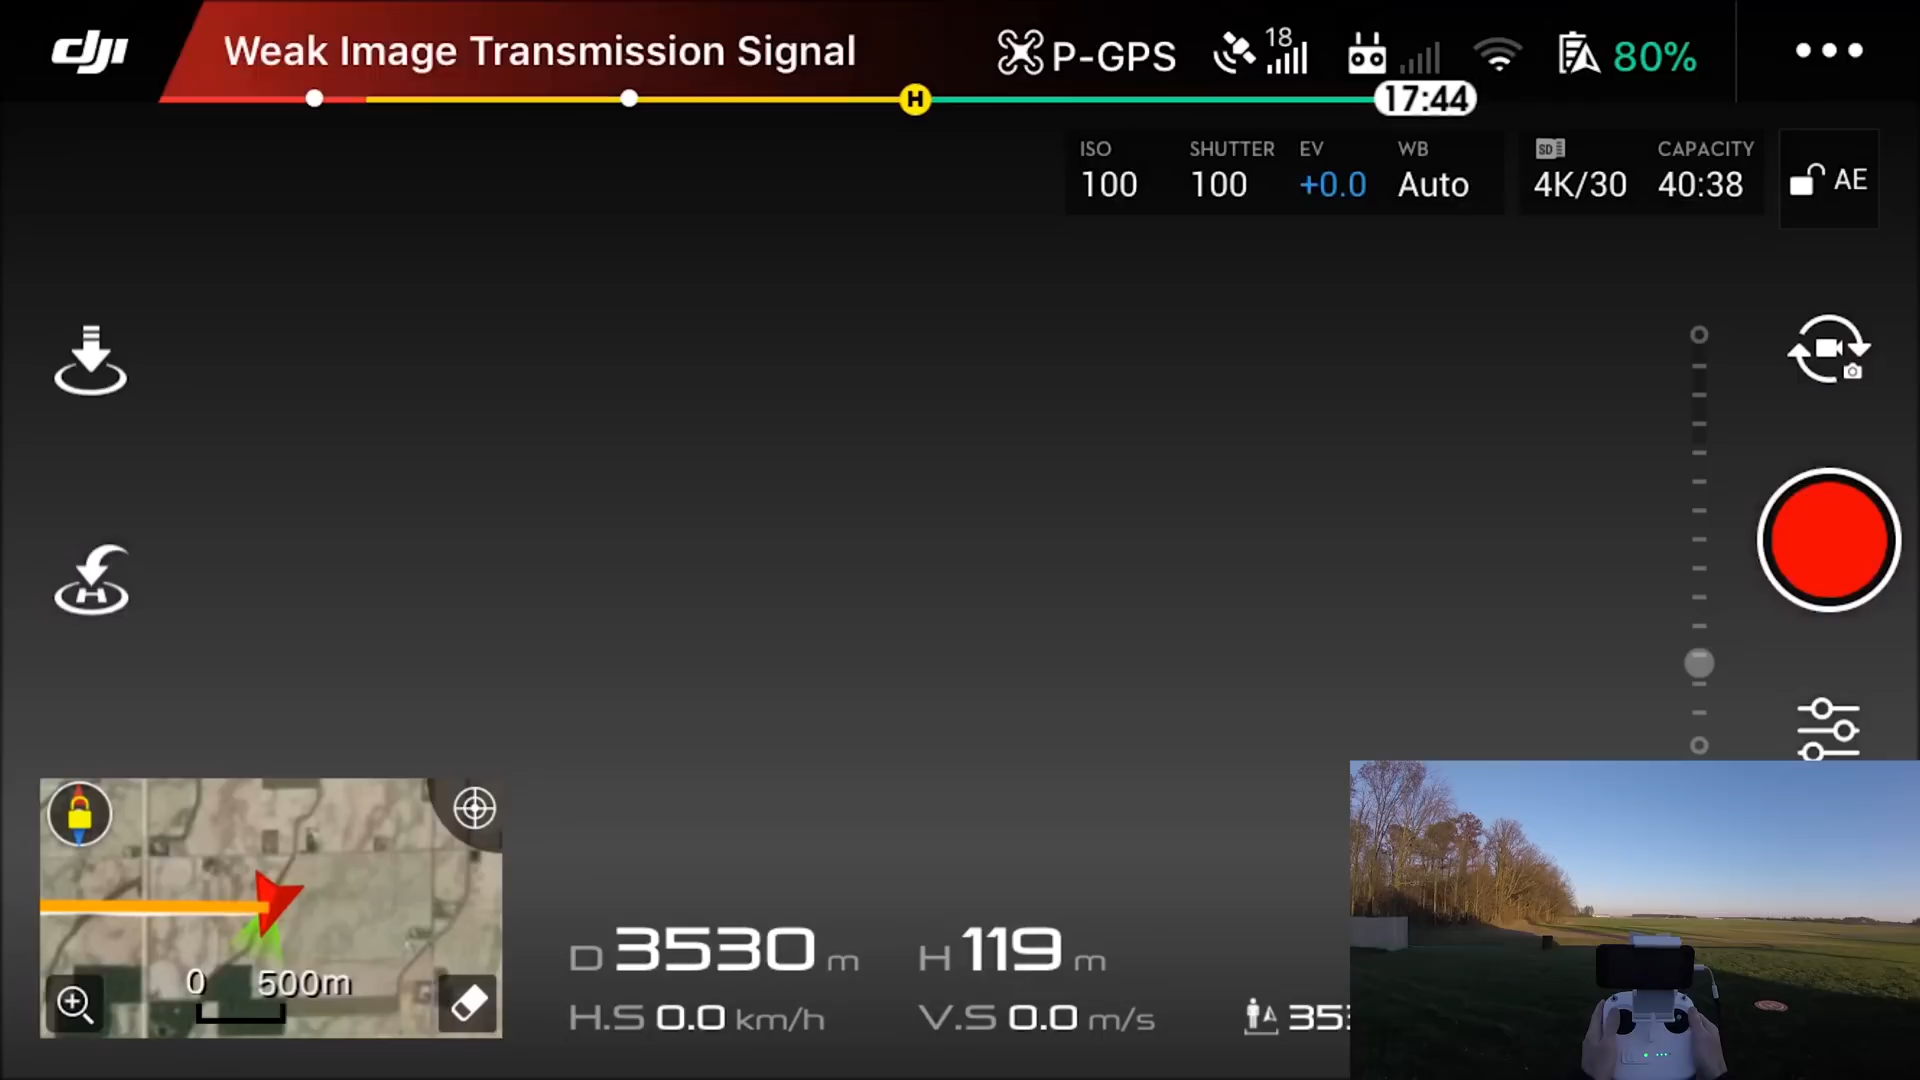 dji
Weak Image Transmission Signal
P-GPS
18
80%
H
17:44
ISO
100
SHUTTER
100
EV
+0.0
WB
Auto
SD
4K/30
CAPACITY
40:38
AE
H
0 500m
D 3530 m
H 119 m
H.S 0.0 km/h
V.S 0.0 m/s